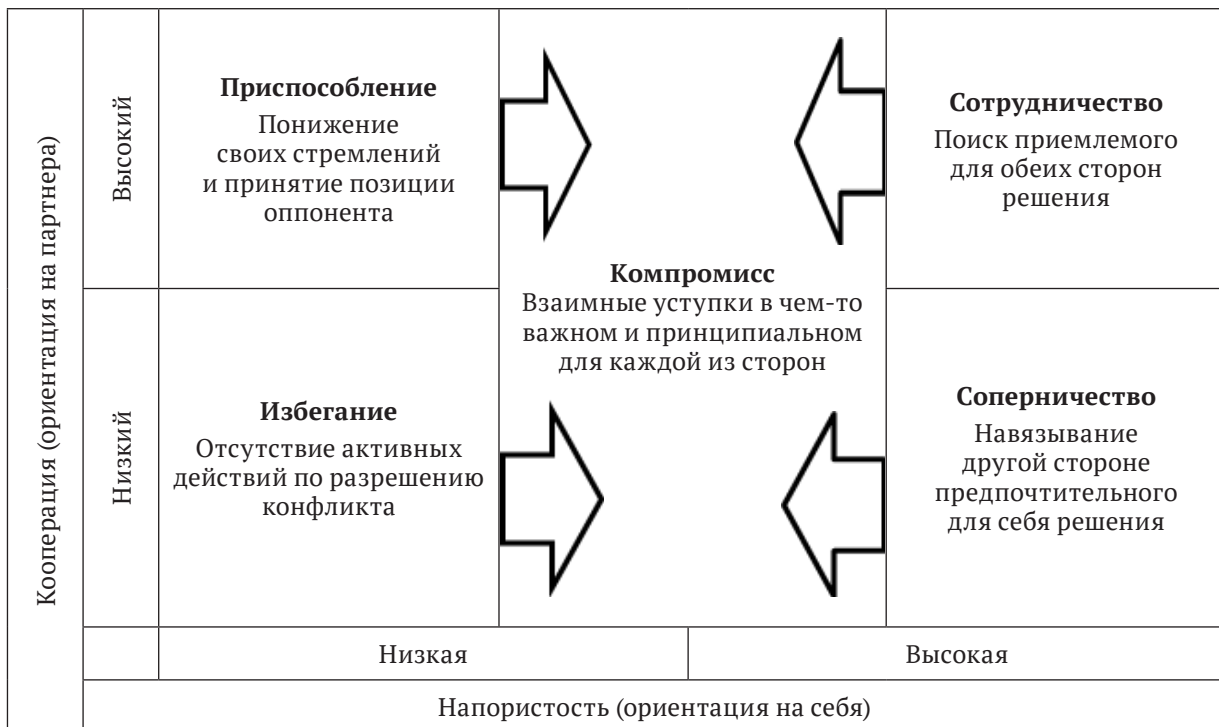 Кооперация (ориентация на партнера)
Высокий
Приспособление
Понижение
своих стремлений
и принятие позиции
оппонента
Сотрудничество
Поиск приемлемого
для обеих сторон
решения
Компромисс
Взаимные уступки в чем-то
важном и принципиальном
для каждой из сторон
Низкий
Избегание
Отсутствие активных
действий по разрешению
конфликта
Соперничество
Навязывание
другой стороне
предпочтительного
для себя решения
Низкая
Высокая
Напористость (ориентация на себя)